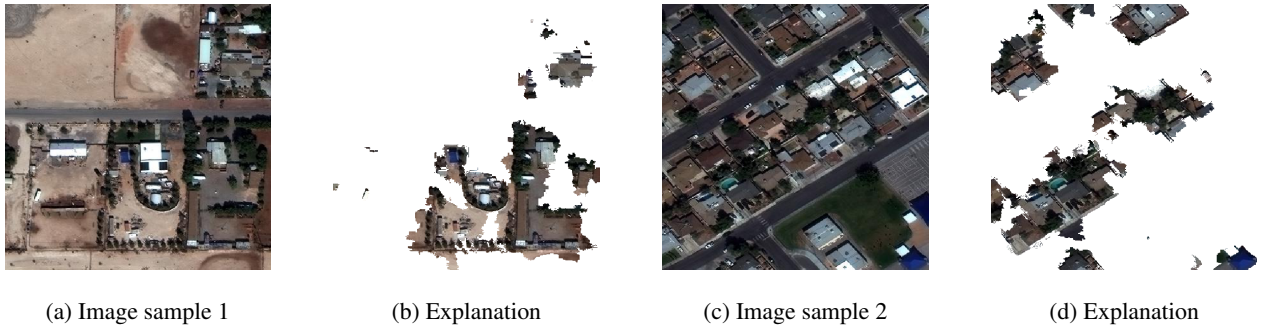 (a) Image sample 1
(b) Explanation
(c) Image sample 2
(d) Explanation